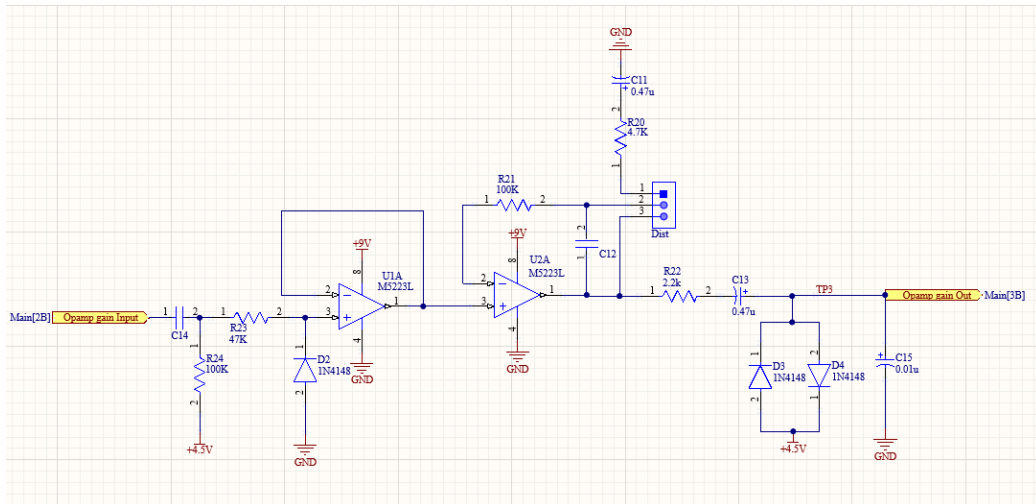 GND
C11
0.47u
+
2
R20
4.7K
1
R21
100K
1
2
1
2
3
Dist
2
1
C12
+9V
8
U1A
M5223L
2
3
1
4
GND
+9V
8
U2A
M5223L
2
3
1
4
GND
R22
2.2k
1
2
C13
+
0.47u
TP3
Opamp gain Out
Main[3B]
Main[2B]
Opamp gain Input
1
2
C14
R23
47K
1
2
R24
100K
1
2
+4.5V
D2
1N4148
1
2
GND
D3
1N4148
1
2
D4
1N4148
2
1
+4.5V
C15
0.01u
+
GND